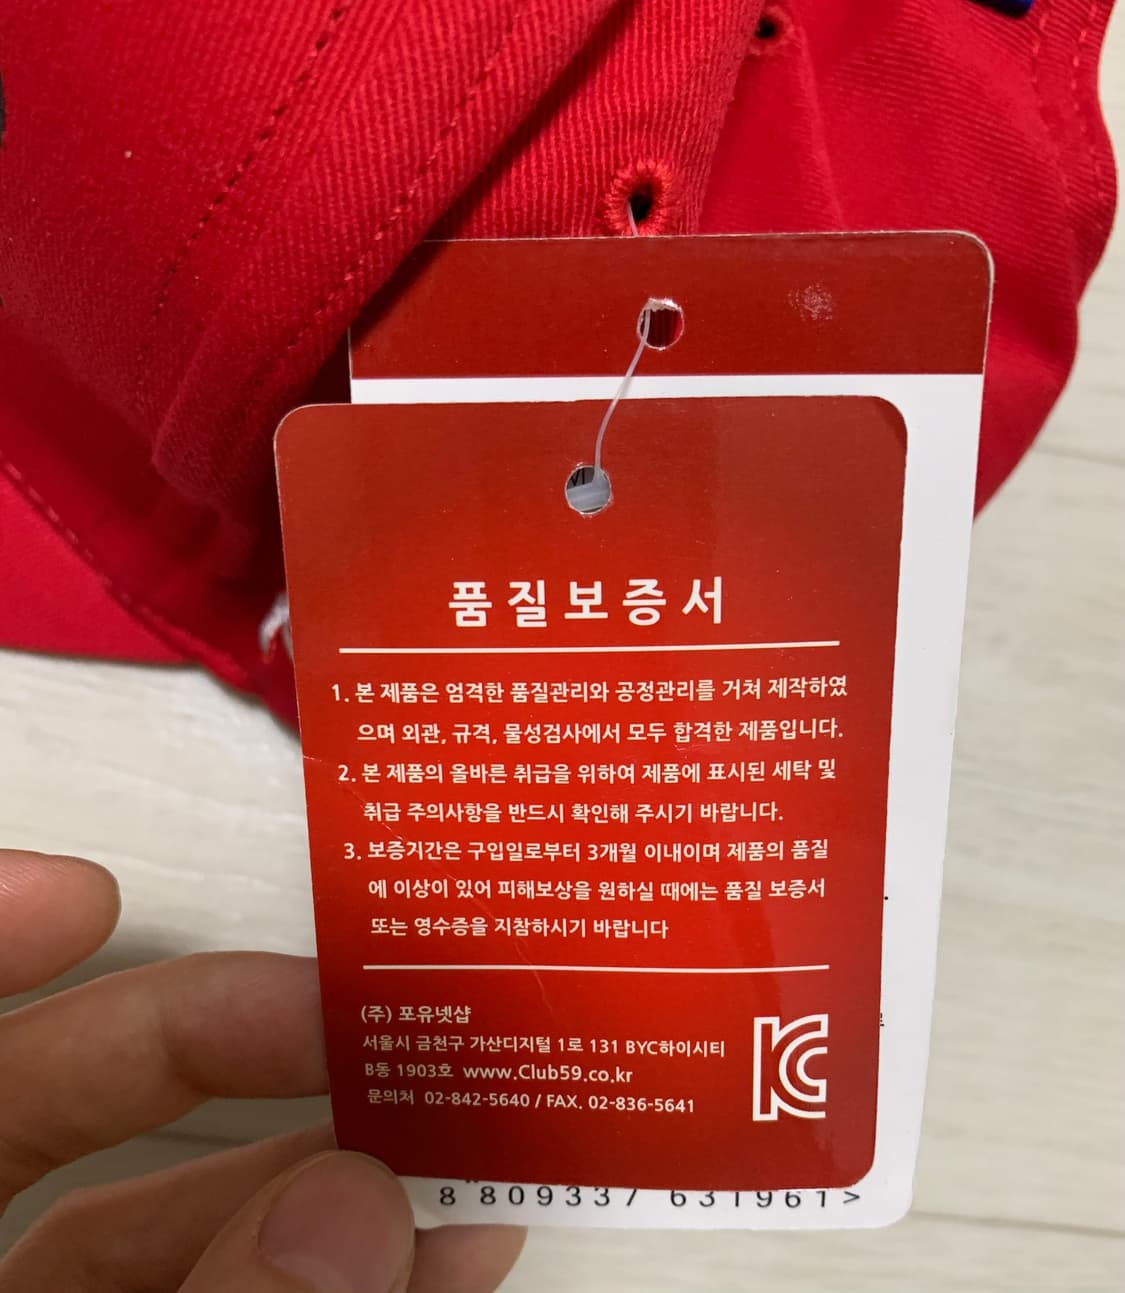 품질보증서
1. 본 제품은 엄격한 품질관리와 공정관리를 거쳐 제작하였
으며 외관, 규격, 물성검사에서 모두 합격한 제품입니다.
2. 본 제품의 올바른 취급을 위하여 제품에 표시된 세탁 및
취급 주의사항을 반드시 확인해 주시기 바랍니다.
3. 보증기간은 구입일로부터 3개월 이내이며 제품의 품질
에 이상이 있어 피해보상을 원하실 때에는 품질 보증서
또는 영수증을 지참하시기 바랍니다
(주) 포유넷샵
서울시 금천구 가산디지털 1로 131 BYC하이시티
B동 1903호 www.Club59.co.kr
문의처 02-842-5640 / FAX. 02-836-5641
KC
8 809337 631961 >